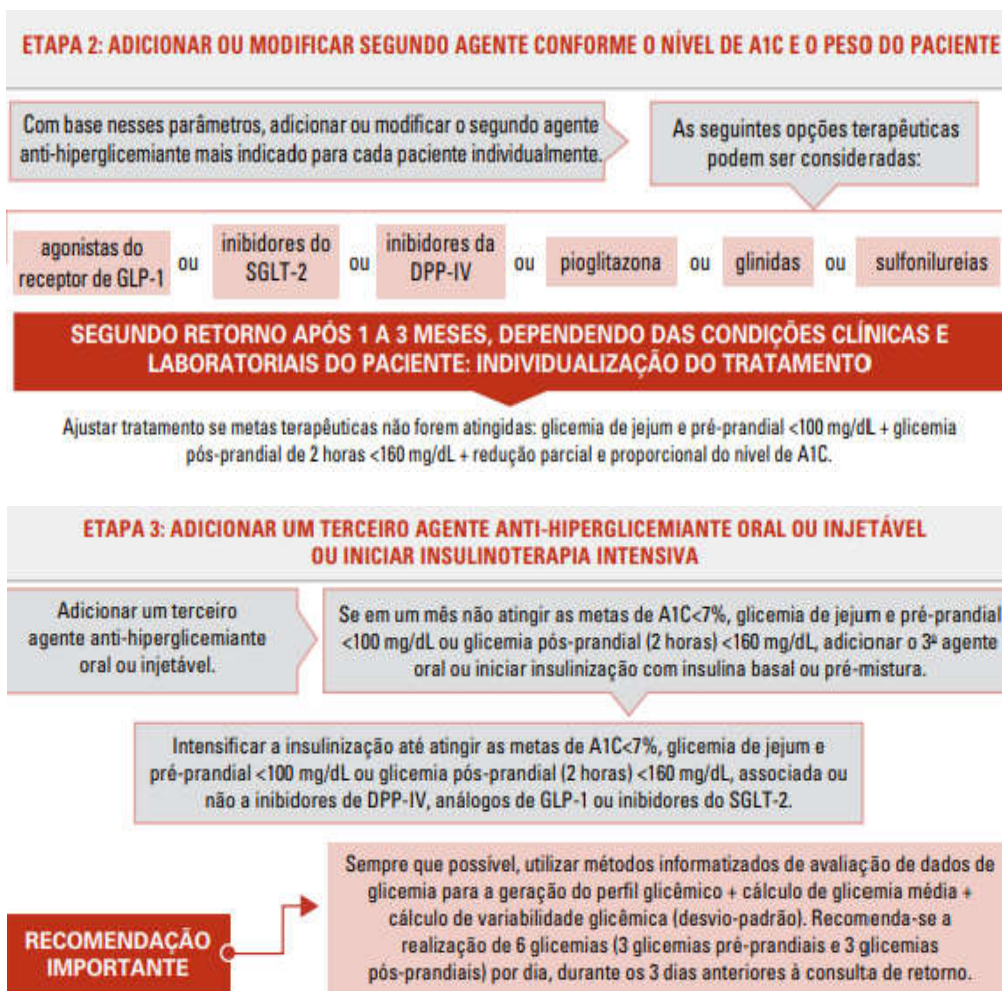 ETAPA 2: ADICIONAR OU MODIFICAR SEGUNDO AGENTE CONFORME O NÍVEL DE A1C E O PESO DO PACIENTE
Com base nesses parâmetros, adicionar ou modificar o segundo agente
anti-hiperglicemiante mais indicado para cada paciente individualmente.
As seguintes opções terapêuticas
podem ser consideradas:
agonistas do
receptor de GLP-1
ou
inibidores do
SGLT-2
ou
inibidores da
DPP-IV
ou
pioglitazona
ou
glinidas
ou
sulfonilureias
SEGUNDO RETORNO APÓS 1 A 3 MESES, DEPENDENDO DAS CONDIÇÕES CLÍNICAS E
LABORATORIAIS DO PACIENTE: INDIVIDUALIZAÇÃO DO TRATAMENTO
Ajustar tratamento se metas terapêuticas não forem atingidas: glicemia de jejum e pré-prandial <100 mg/dL + glicemia
pós-prandial de 2 horas <160 mg/dL + redução parcial e proporcional do nível de A1C.
ETAPA 3: ADICIONAR UM TERCEIRO AGENTE ANTI-HIPERGLICEMIANTE ORAL OU INJETÁVEL
OU INICIAR INSULINOTERAPIA INTENSIVA
Adicionar um terceiro
agente anti-hiperglicemiante
oral ou injetável.
Se em um mês não atingir as metas de A1C<7%, glicemia de jejum e pré-prandial
<100 mg/dL ou glicemia pós-prandial (2 horas) <160 mg/dL, adicionar o 3º agente
oral ou iniciar insulinização com insulina basal ou pré-mistura.
Intensificar a insulinização até atingir as metas de A1C<7%, glicemia de jejum e
pré-prandial <100 mg/dL ou glicemia pós-prandial (2 horas) <160 mg/dL, associada ou
não a inibidores de DPP-IV, análogos de GLP-1 ou inibidores do SGLT-2.
RECOMENDAÇÃO
IMPORTANTE
Sempre que possível, utilizar métodos informatizados de avaliação de dados de
glicemia para a geração do perfil glicêmico + cálculo de glicemia média +
cálculo de variabilidade glicêmica (desvio-padrão). Recomenda-se a
realização de 6 glicemias (3 glicemias pré-prandiais e 3 glicemias
pós-prandiais) por dia, durante os 3 dias anteriores à consulta de retorno.